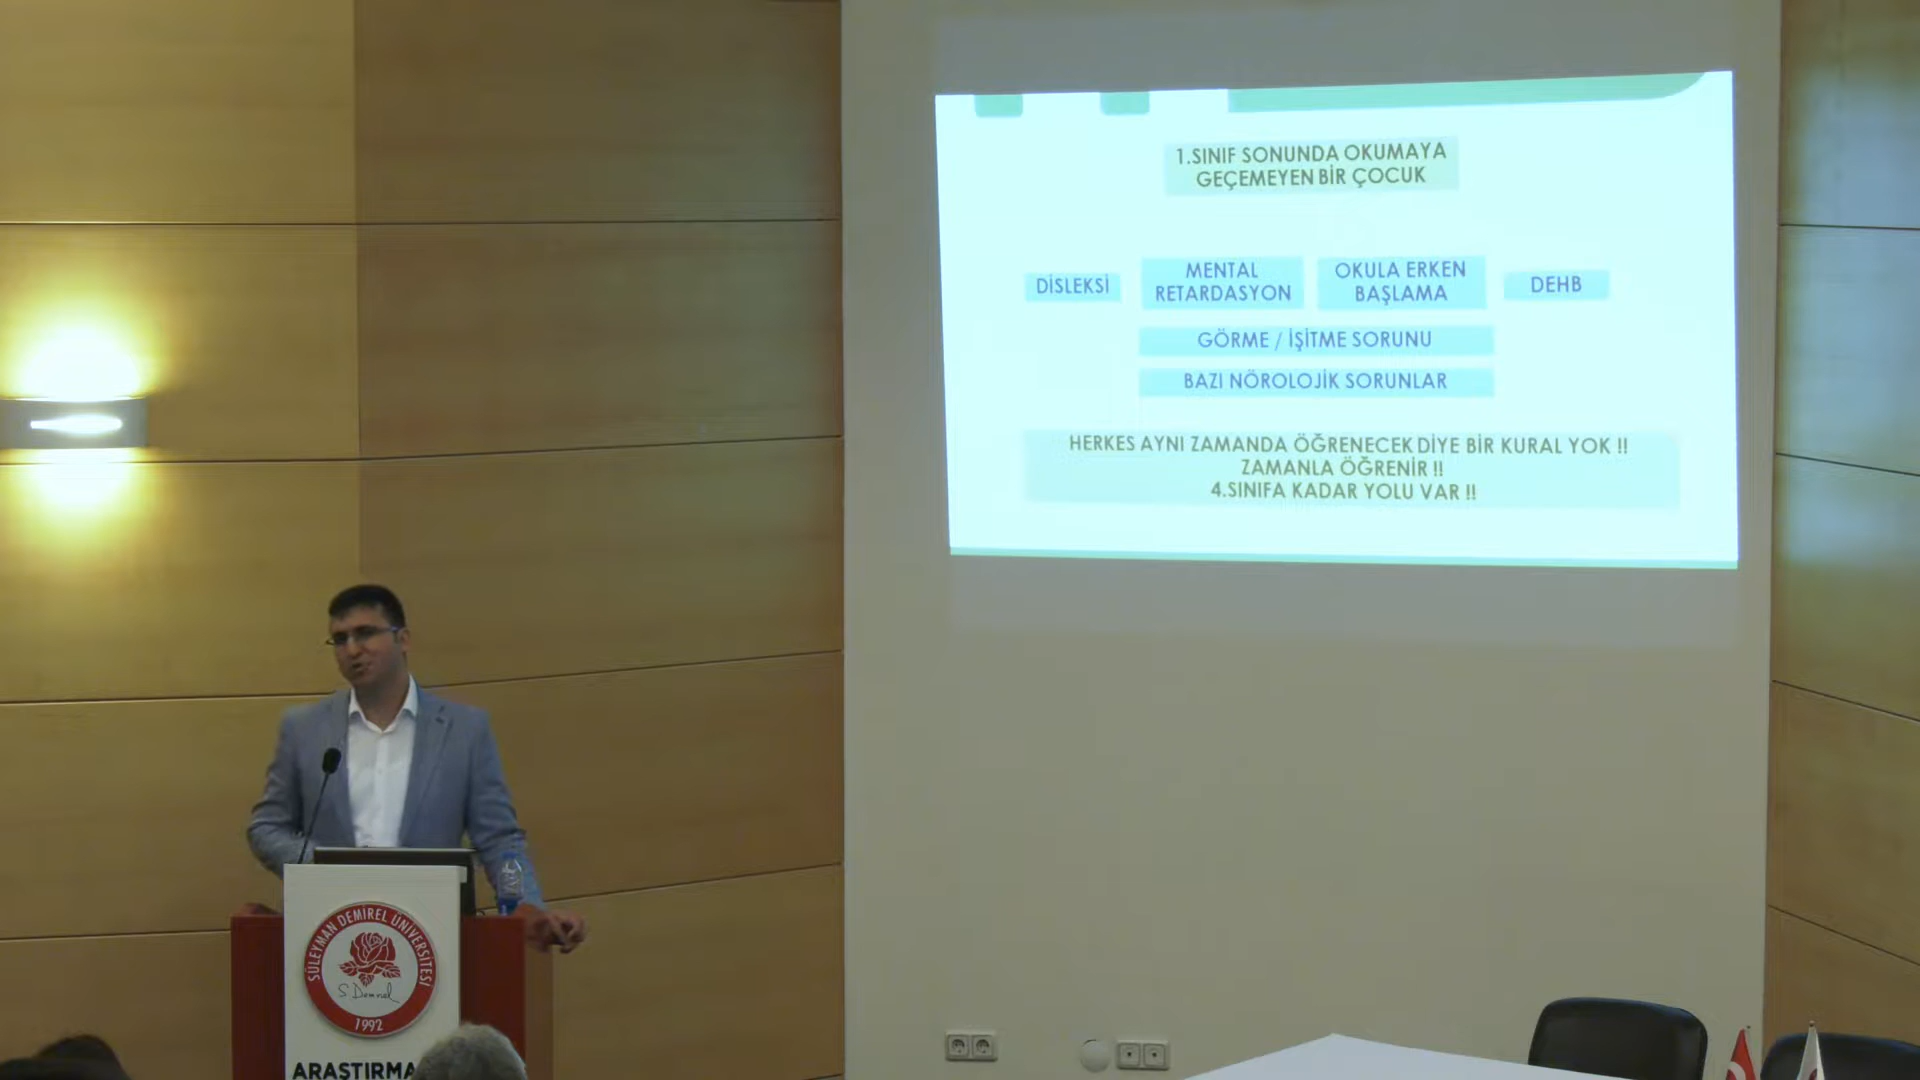 1.SINIF SONUNDA OKUMAYA
GEÇEMEYEN BİR ÇOCUK
DİSLEKSİ
MENTAL
RETARDASYON
OKULA ERKEN
BAŞLAMA
DEHB
GÖRME / İŞİTME SORUNU
BAZI NÖROLOJİK SORUNLAR
HERKES AYNI ZAMANDA ÖĞRENECEK DİYE BİR KURAL YOK !!
ZAMANLA ÖĞRENİR !!
4.SINIFA KADAR YOLU VAR !!
SÜLEYMAN DEMİREL ÜNİVERSİTESİ
S. Demirel
1992
ARAŞTIRMA